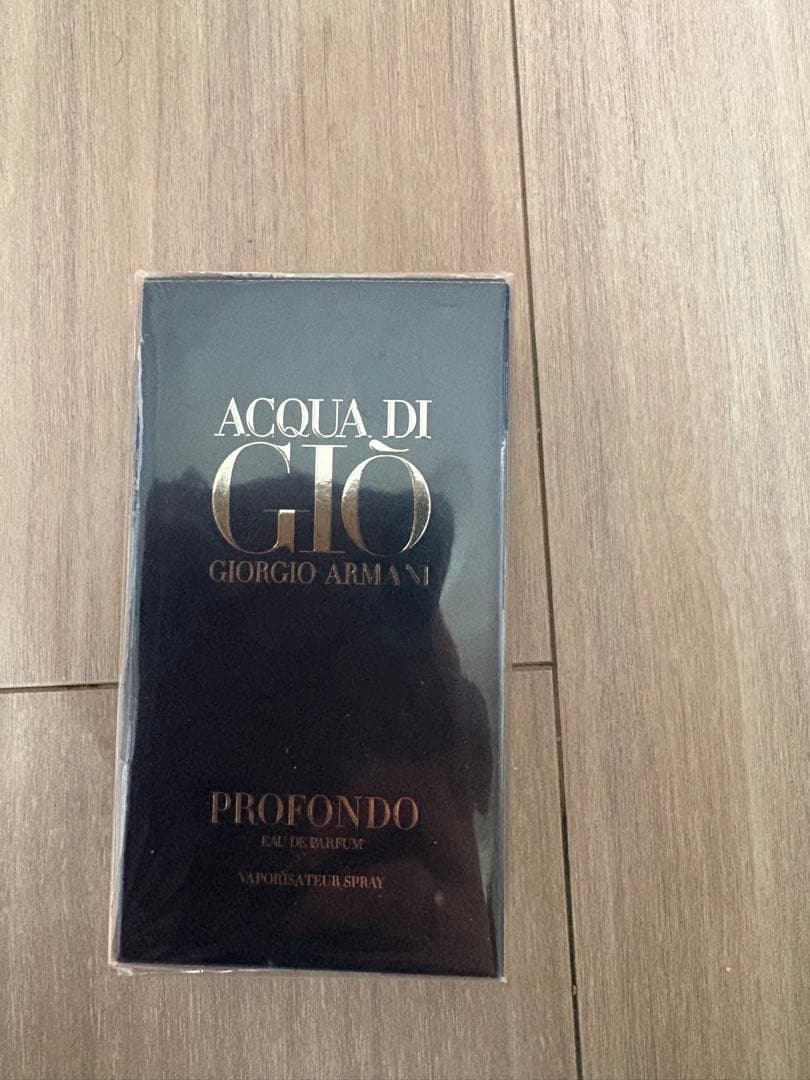 ACQUA DI
GIÒ
GIORGIO ARMANI
PROFONDO
EAU DE PARFUM
VAPORISATEUR SPRAY